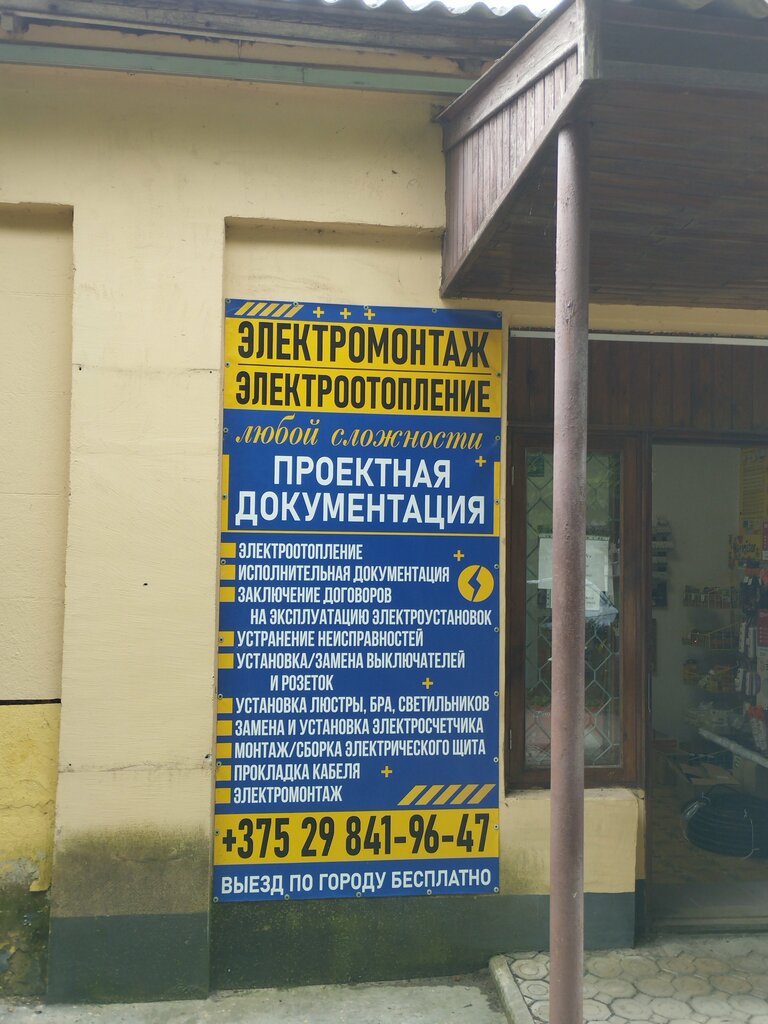 ЭЛЕКТРОМОНТАЖ
ЭЛЕКТРООТОПЛЕНИЕ
любой сложности
ПРОЕКТНАЯ
ДОКУМЕНТАЦИЯ
ЭЛЕКТРООТОПЛЕНИЕ
ИСПОЛНИТЕЛЬНАЯ ДОКУМЕНТАЦИЯ
ЗАКЛЮЧЕНИЕ ДОГОВОРОВ
НА ЭКСПЛУАТАЦИЮ ЭЛЕКТРОУСТАНОВОК
УСТРАНЕНИЕ НЕИСПРАВНОСТЕЙ
УСТАНОВКА/ЗАМЕНА ВЫКЛЮЧАТЕЛЕЙ
И РОЗЕТОК
УСТАНОВКА ЛЮСТРЫ, БРА, СВЕТИЛЬНИКОВ
ЗАМЕНА И УСТАНОВКА ЭЛЕКТРОСЧЕТЧИКА
МОНТАЖ/СБОРКА ЭЛЕКТРИЧЕСКОГО ЩИТА
ПРОКЛАДКА КАБЕЛЯ
ЭЛЕКТРОМОНТАЖ
+375 29 841-96-47
ВЫЕЗД ПО ГОРОДУ БЕСПЛАТНО